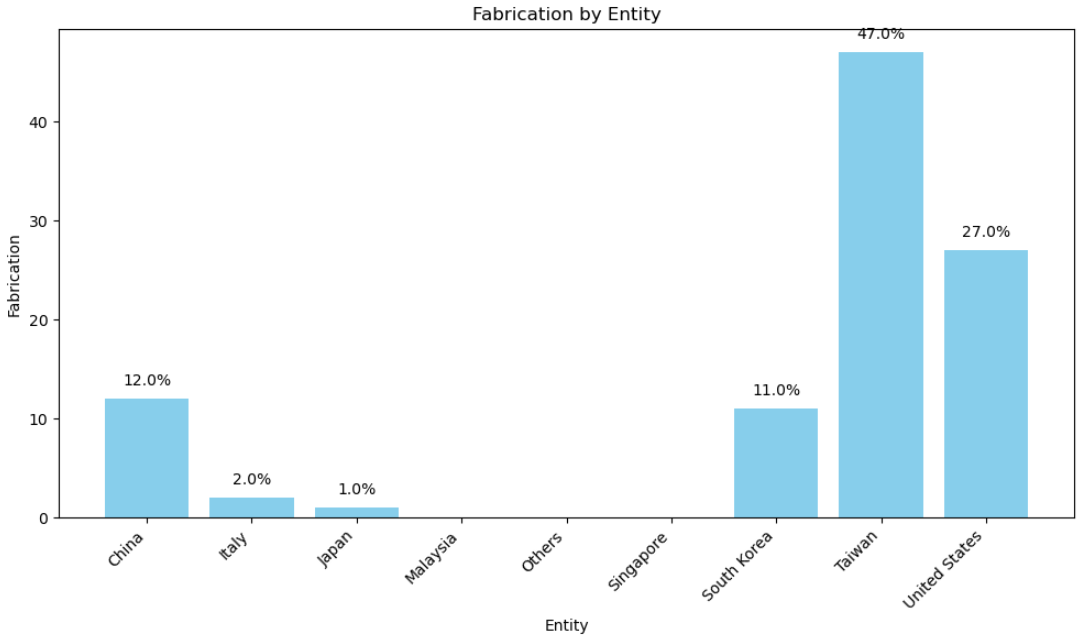 Fabrication by Entity
47.0%
40
30
27.0%
Fabrication
20
12.0%
11.0%
10
2.0%
1.0%
0
China
Italy
Japan
Malaysia
Others
Singapore
South Korea
Taiwan
United States
Entity